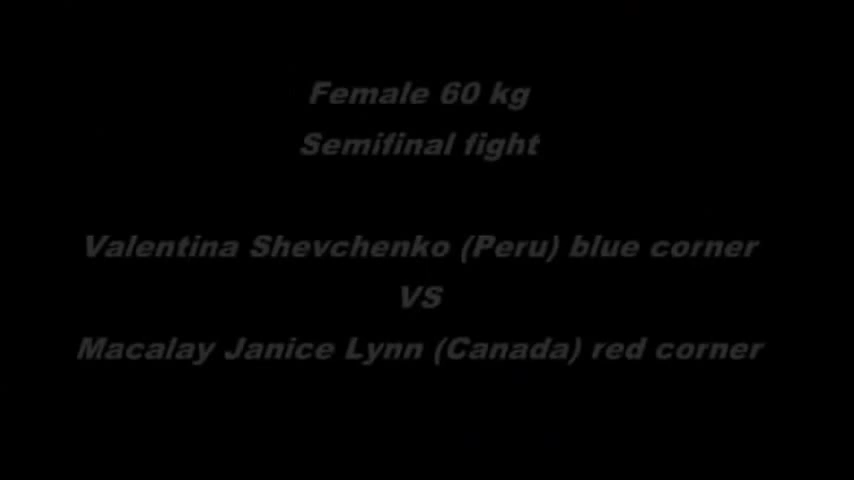 Female 60 kg
Semifinal fight
Valentina Shevchenko (Peru) blue corner
VS
Macalay Janice Lynn (Canada) red corner